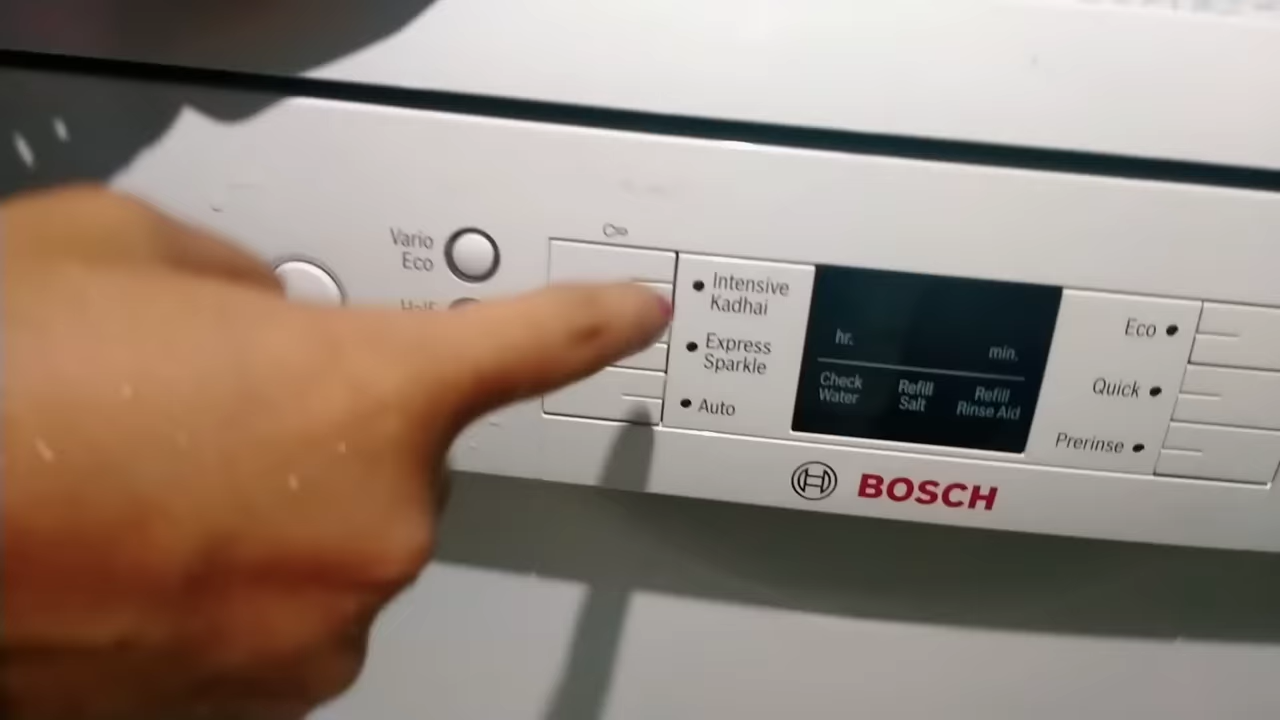 Vario
Eco
Half
Intensive
Kadhai
Express
Sparkle
Auto
hr.
min.
Check
Water
Refill
Salt
Refill
Rinse Aid
Eco
Quick
Prerinse
BOSCH